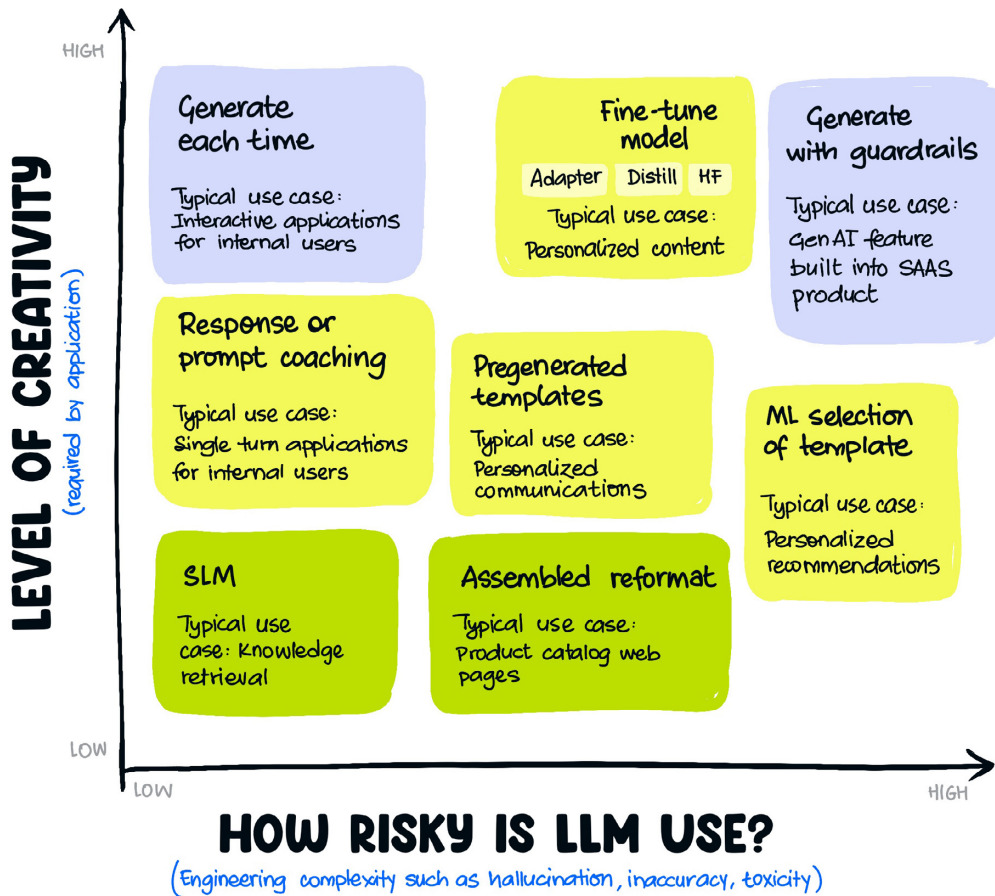 HIGH
LEVEL OF CREATIVITY
(required by application)
Generate
each time
Typical use case:
Interactive applications
for internal users
Fine-tune
model
Adapter
Distill
HF
Typical use case:
Personalized content
Generate
with guardrails
Typical use case:
GenAI feature
built into SAAS
product
Response or
prompt coaching
Typical use case:
Single turn applications
for internal users
Pregenerated
templates
Typical use case:
Personalized
communications
ML selection
of template
Typical use case:
Personalized
recommendations
SLM
Typical use
case: Knowledge
retrieval
Assembled reformat
Typical use case:
Product catalog web
pages
LOW
LOW
HIGH
HOW RISKY IS LLM USE?
(Engineering complexity such as hallucination, inaccuracy, toxicity)